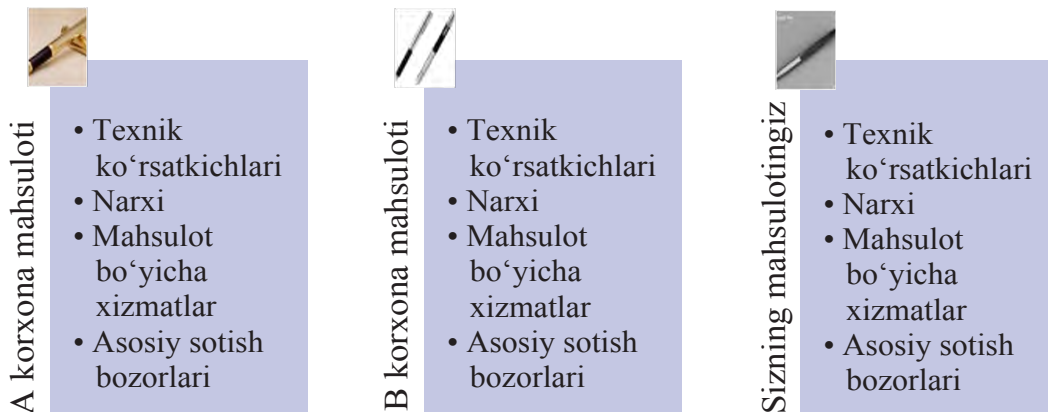 A korxona mahsuloti
• Texnik
ko‘rsatkichlari
• Narxi
• Mahsulot
bo‘yicha
xizmatlar
• Asosiy sotish
bozorlari
B korxona mahsuloti
• Texnik
ko‘rsatkichlari
• Narxi
• Mahsulot
bo‘yicha
xizmatlar
• Asosiy sotish
bozorlari
Sizning mahsulotingiz
• Texnik
ko‘rsatkichlari
• Narxi
• Mahsulot
bo‘yicha
xizmatlar
• Asosiy sotish
bozorlari